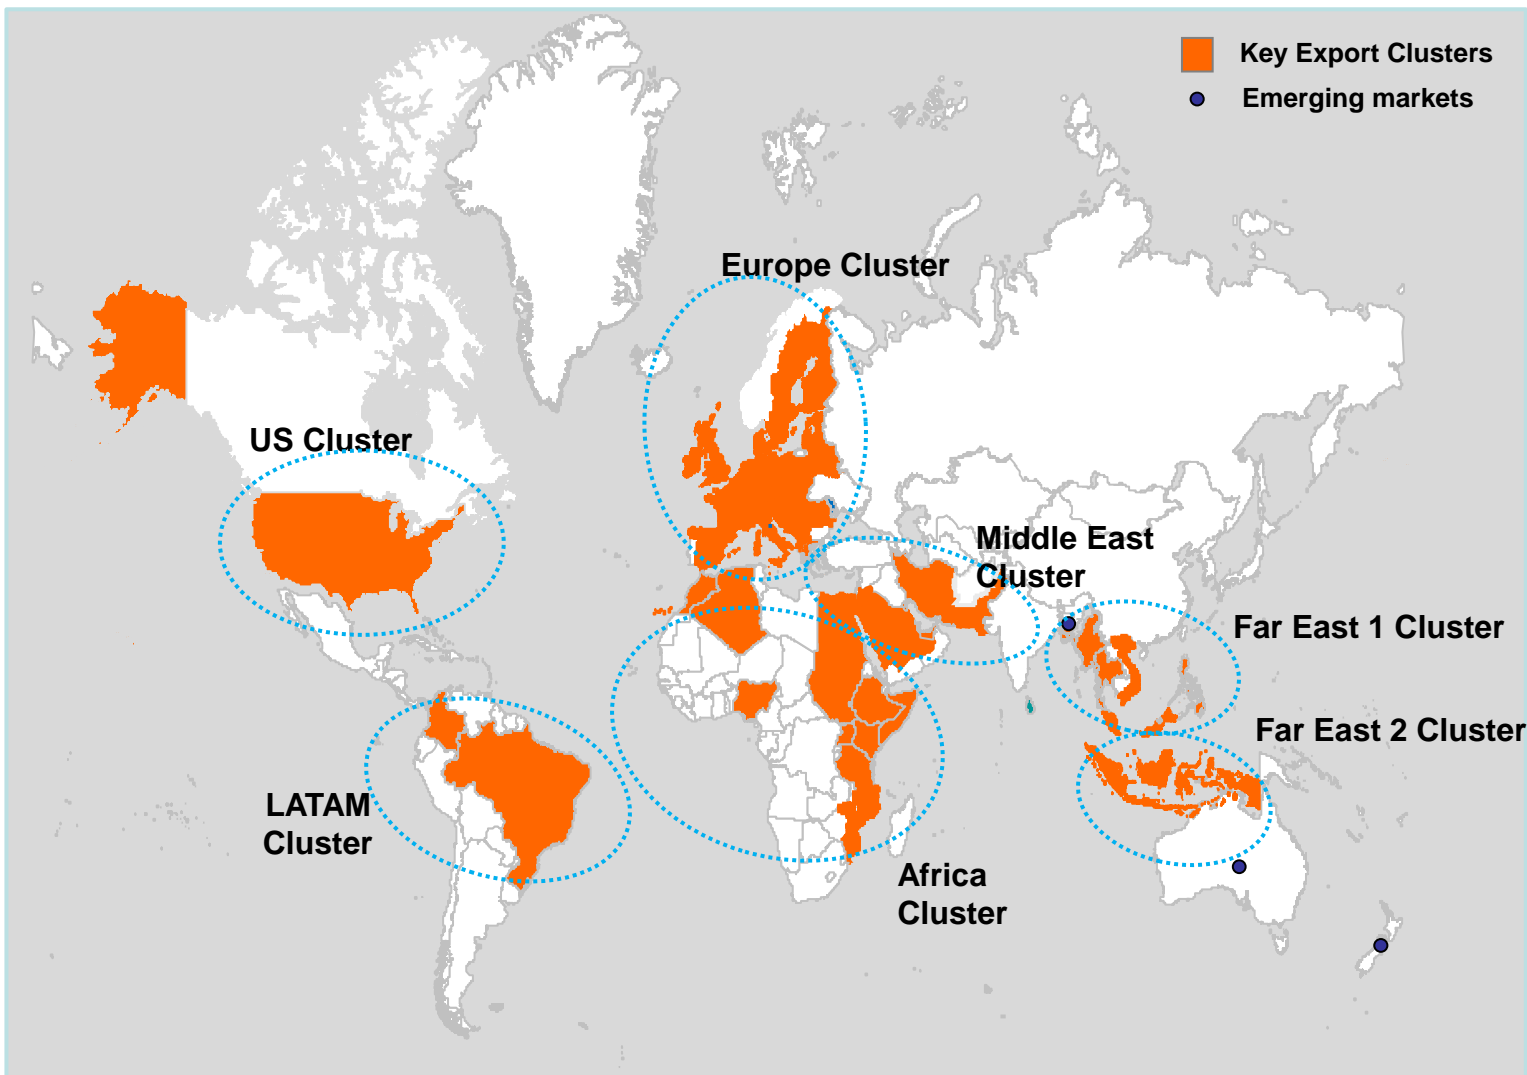 Key Export Clusters
Emerging markets
Europe Cluster
US Cluster
Middle East
Cluster
Far East 1 Cluster
Far East 2 Cluster
LATAM
Cluster
Africa
Cluster